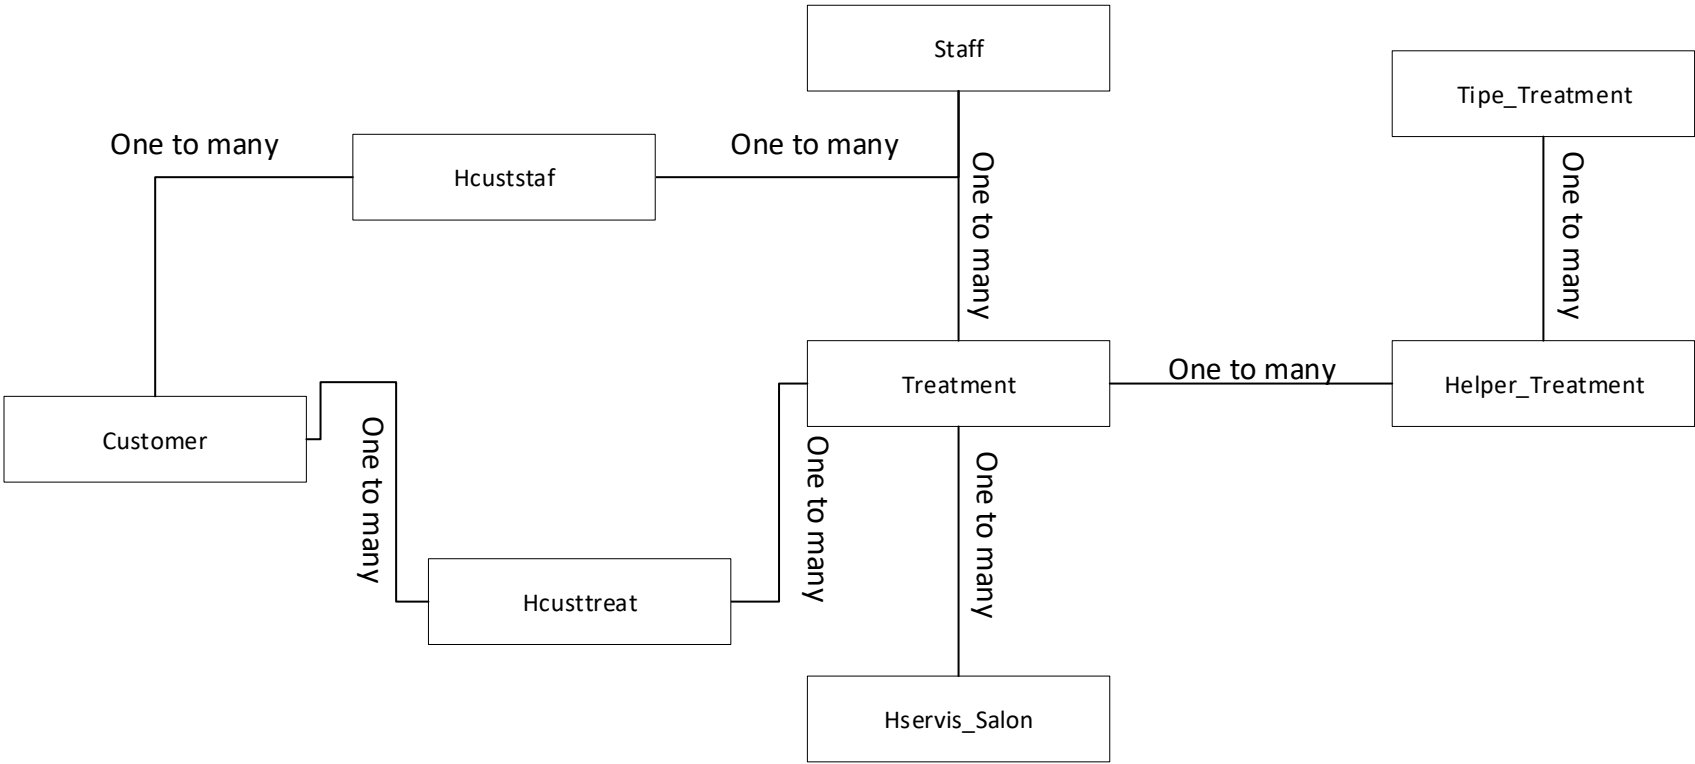 Staff
Tipe_Treatment
One to many
Hcuststaf
One to many
One to many
One to many
Treatment
One to many
Helper_Treatment
Customer
One to many
One to many
One to many
Hcusttreat
Hservis_Salon